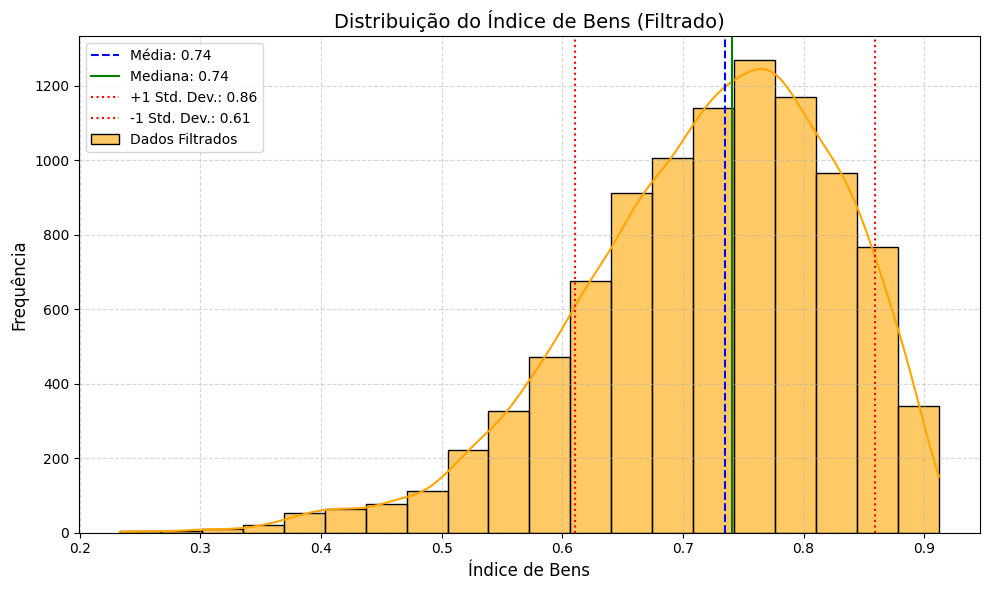 Distribuição do Índice de Bens (Filtrado)
Média: 0.74
Mediana: 0.74
+1 Std. Dev.: 0.86
-1 Std. Dev.: 0.61
Dados Filtrados
Frequência
1200
1000
800
600
400
200
0
0.2 0.3 0.4 0.5 0.6 0.7 0.8 0.9
Índice de Bens